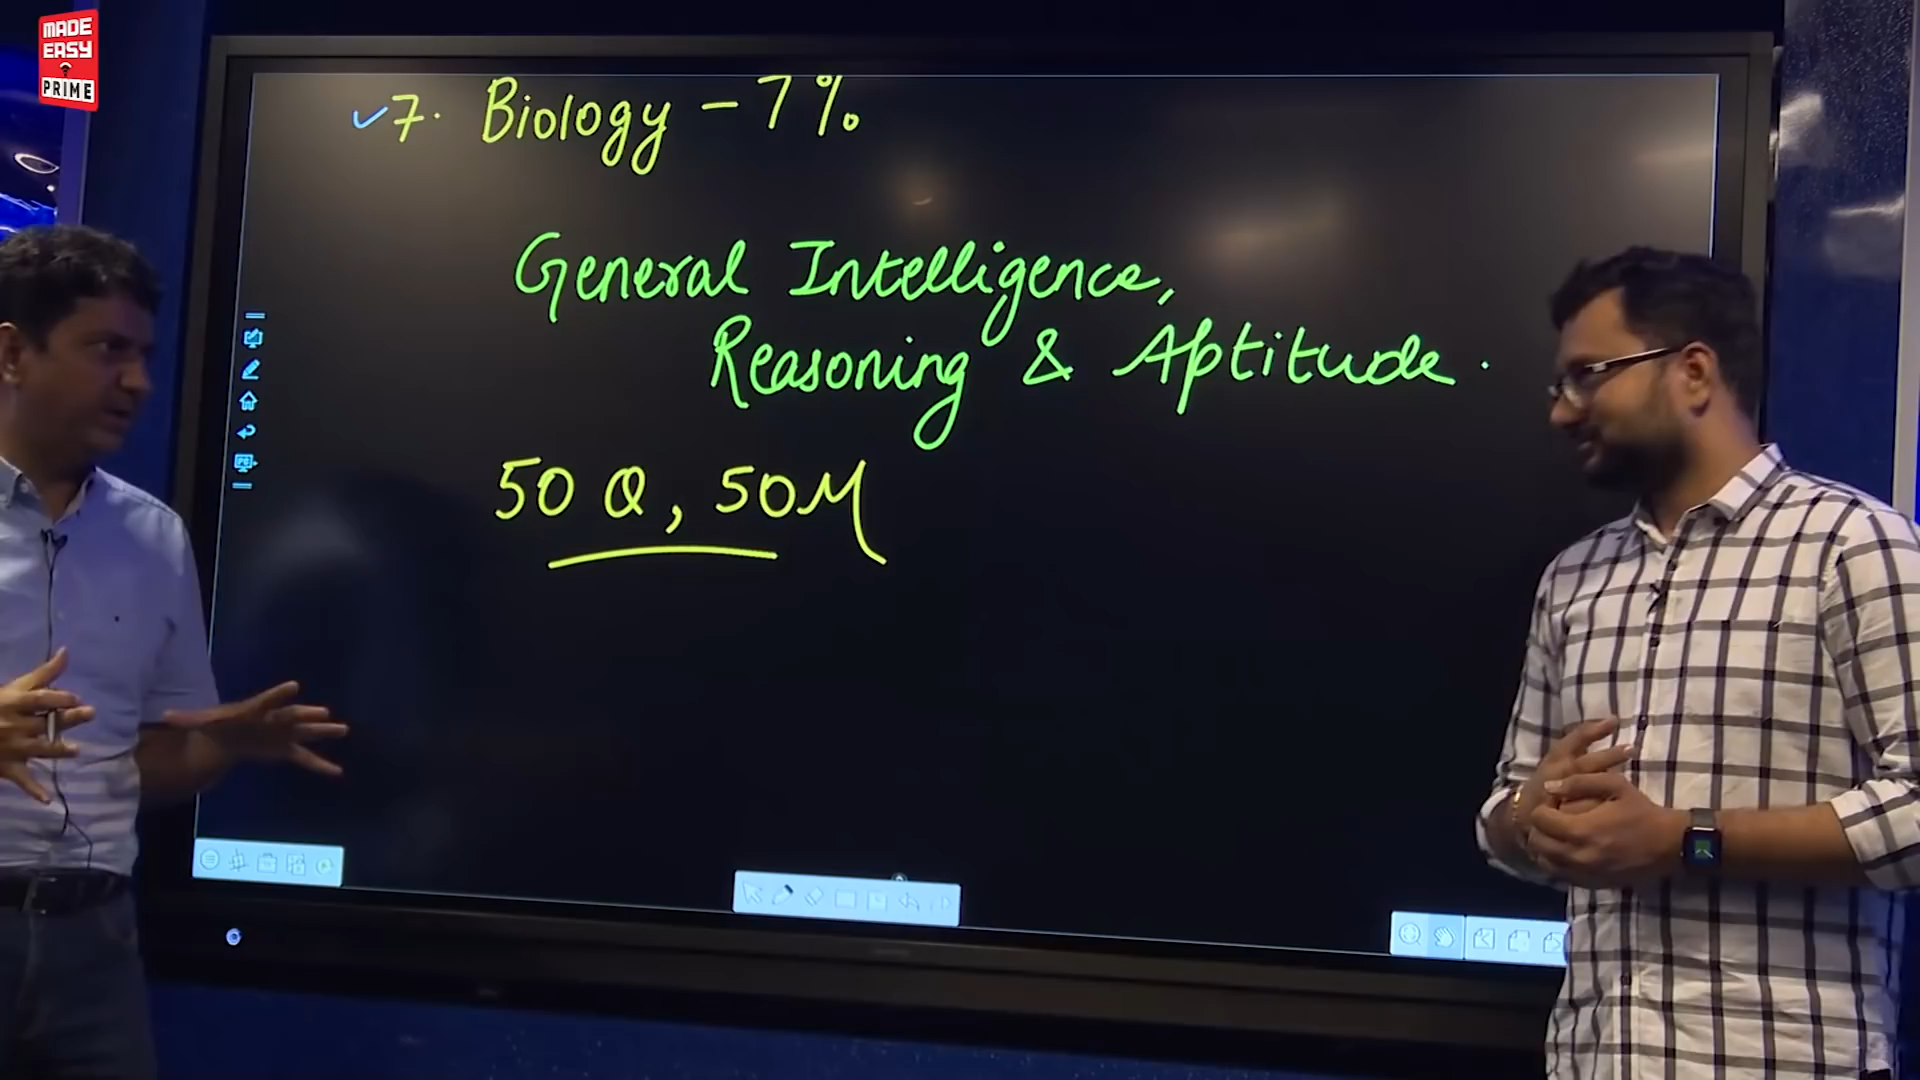 MADE
EASY
PRIME
✓7. Biology - 7%
General Intelligence,
Reasoning & Aptitude.
50 Q, 50M